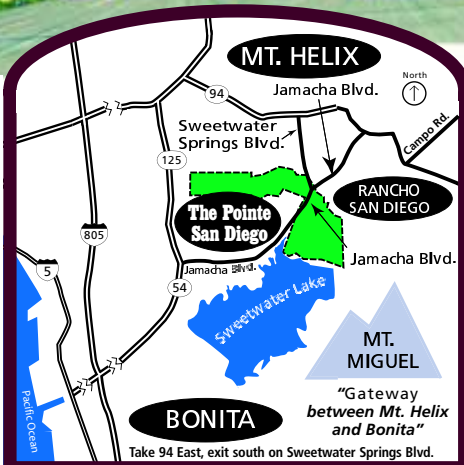 MT. HELIX
North
Jamacha Blvd.
94
Sweetwater
Springs Blvd.
Campo Rd.
125
RANCHO
SAN DIEGO
The Pointe
San Diego
805
Jamacha Blvd.
Jamacha Blvd.
5
54
Sweetwater Lake
MT.
MIGUEL
Pacific Ocean
"Gateway
between Mt. Helix
and Bonita"
BONITA
Take 94 East, exit south on Sweetwater Springs Blvd.